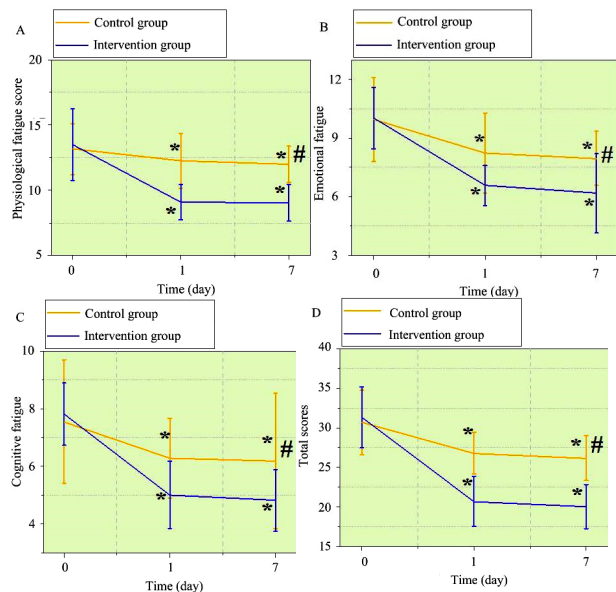 A
Control group
Intervention group
Physiological fatigue score
20
15
10
5
*
*
*
*
#
0
1
7
Time (day)
B
Control group
Intervention group
Emotional fatigue
12
9
6
3
*
*
*
*
#
0
1
7
Time (day)
C
Control group
Intervention group
Cognitive fatigue
10
8
6
4
*
*
*
*
#
0
1
7
Time (day)
D
Control group
Intervention group
Total scores
40
35
30
25
20
15
*
*
*
*
#
0
1
7
Time (day)